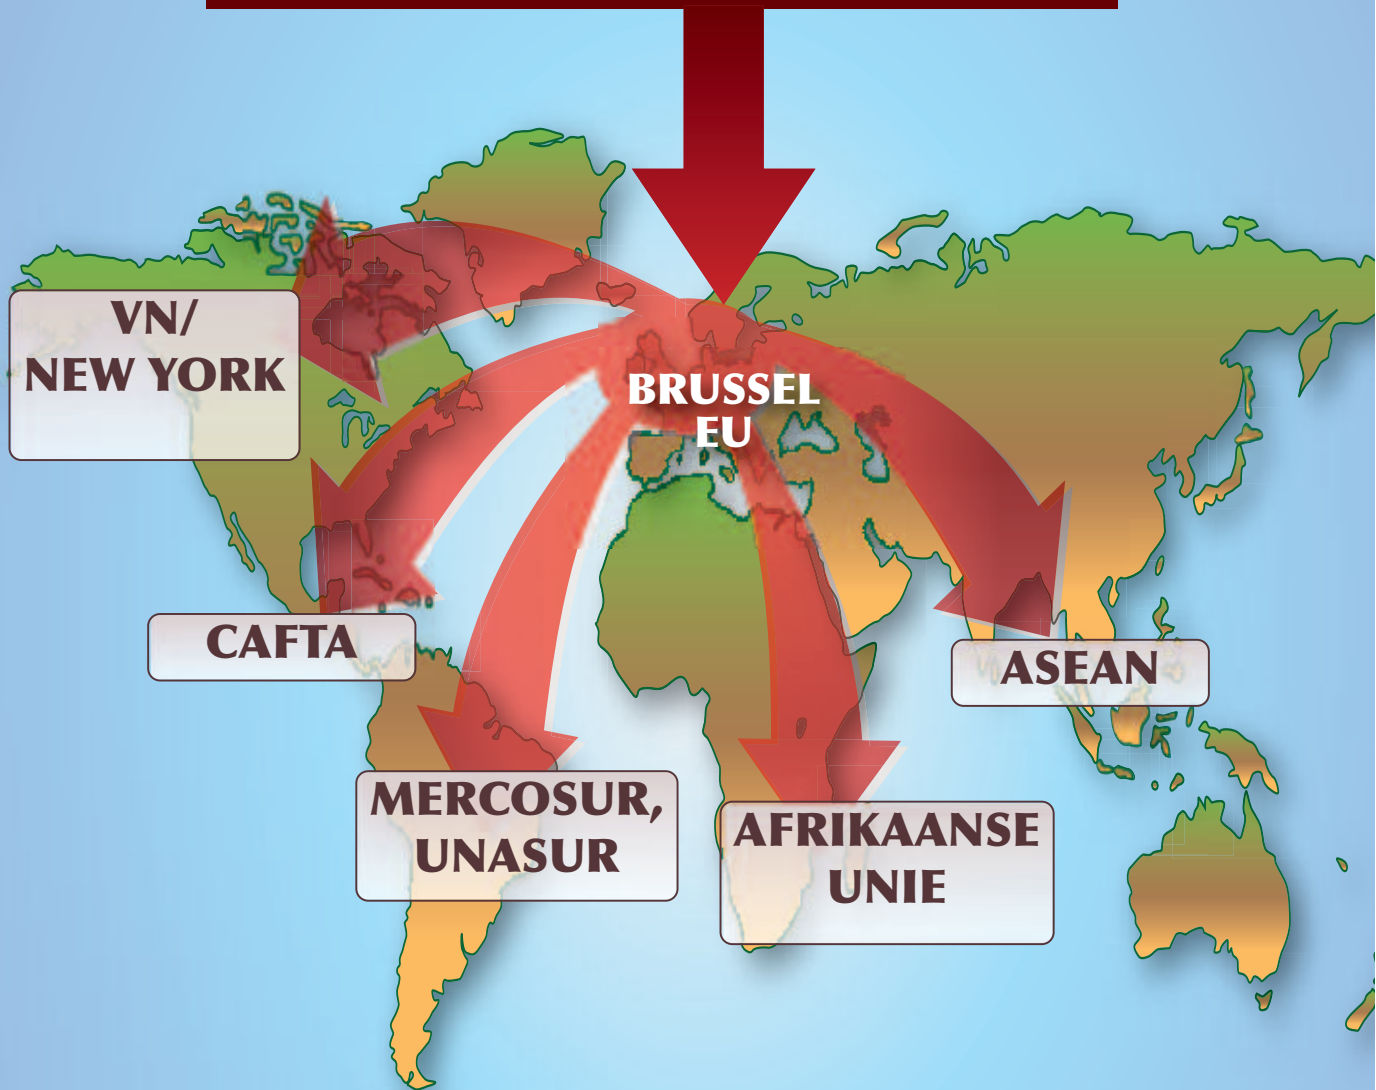 VN/
NEW YORK
BRUSSEL
EU
CAFTA
ASEAN
MERCOSUR,
UNASUR
AFRIKAANSE
UNIE